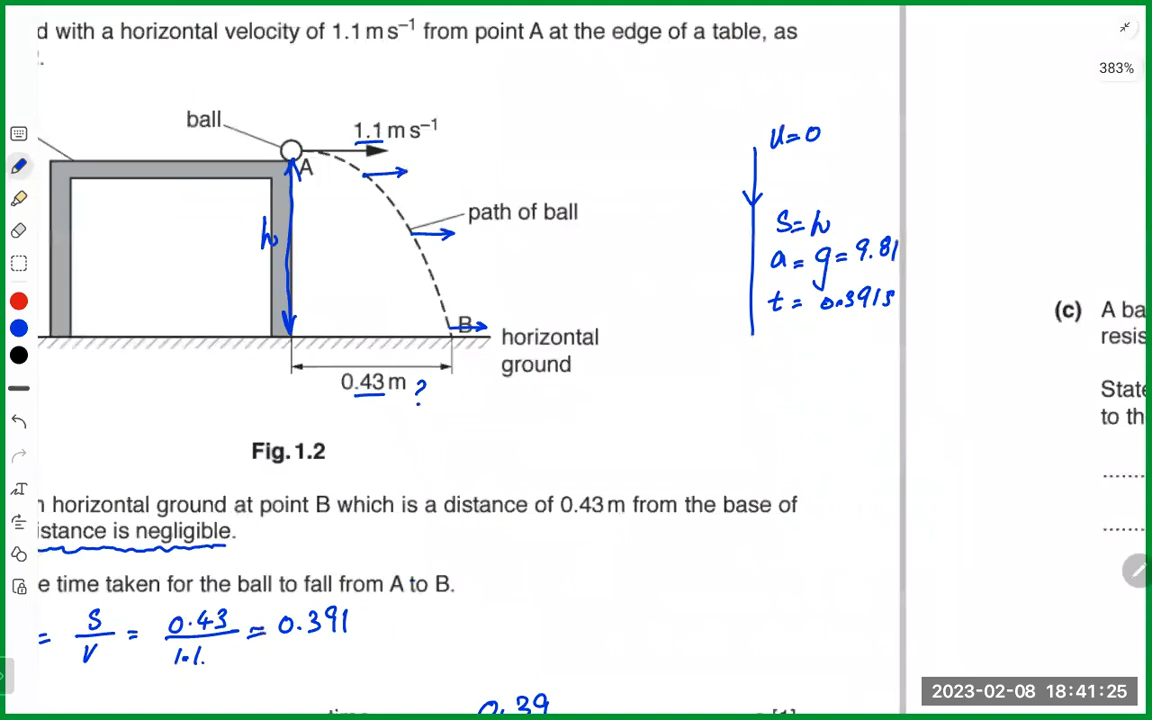 d with a horizontal velocity of 1.1 m s⁻¹ from point A at the edge of a table, as
383%
ball
1.1 m s⁻¹
A
u=0
h
path of ball
s=h
a = g = 9.81
t = 0.391s
B
horizontal
ground
0.43 m ?
(c) A ba
resis
State
to th
Fig. 1.2
n horizontal ground at point B which is a distance of 0.43 m from the base of
istance is negligible.
e time taken for the ball to fall from A to B.
= s/v = 0.43/1.1 = 0.391
0.39
2023-02-08 18:41:25